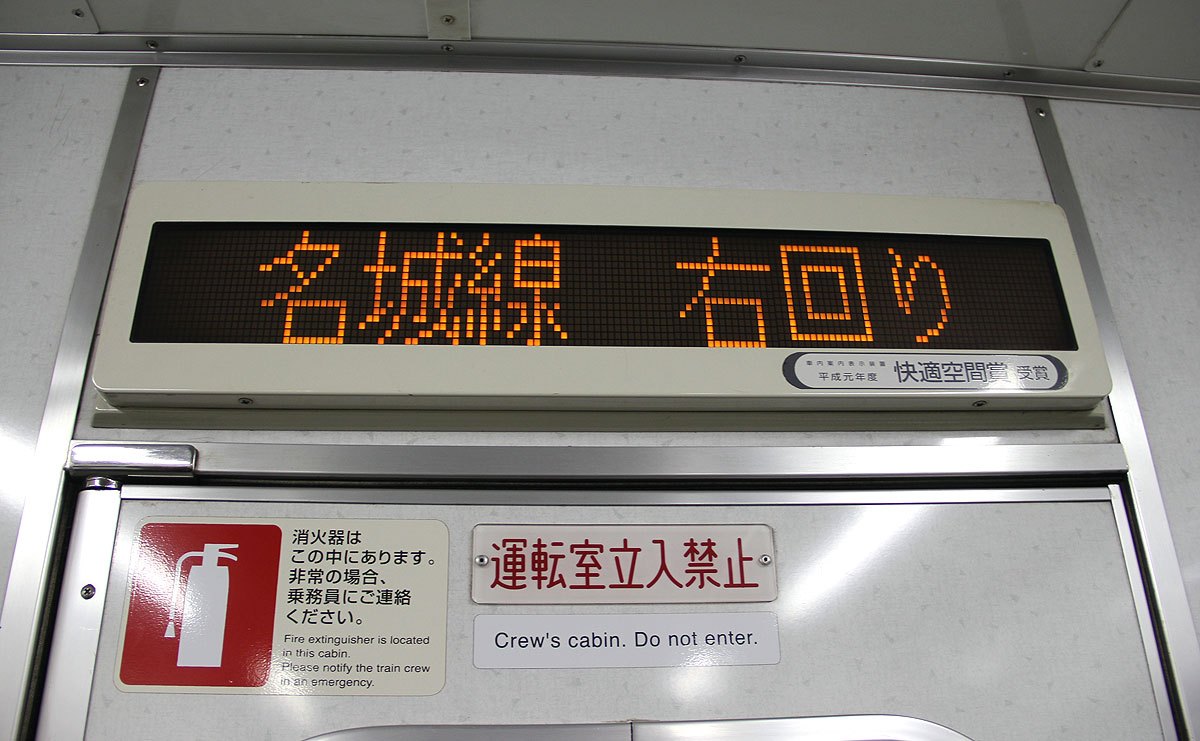 名城線 右回り
車内案内表示装置
平成元年度 快適空間賞 受賞
消火器は
この中にあります。
非常の場合、
乗務員にご連絡
ください。
Fire extinguisher is located
in this cabin.
Please notify the train crew
in an emergency.
運転室立入禁止
Crew's cabin. Do not enter.